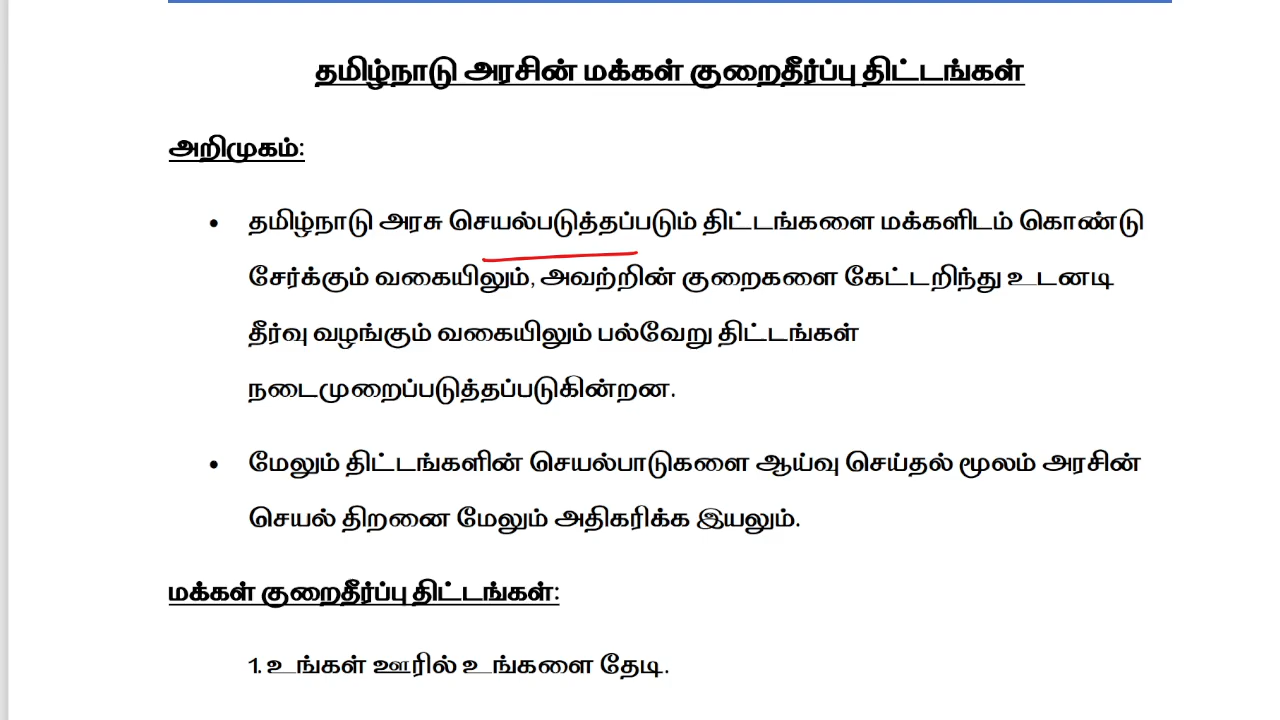 தமிழ்நாடு அரசின் மக்கள் குறைதீர்ப்பு திட்டங்கள்
அறிமுகம்:
• தமிழ்நாடு அரசு செயல்படுத்தப்படும் திட்டங்களை மக்களிடம் கொண்டு
சேர்க்கும் வகையிலும், அவற்றின் குறைகளை கேட்டறிந்து உடனடி
தீர்வு வழங்கும் வகையிலும் பல்வேறு திட்டங்கள்
நடைமுறைப்படுத்தப்படுகின்றன.
• மேலும் திட்டங்களின் செயல்பாடுகளை ஆய்வு செய்தல் மூலம் அரசின்
செயல் திறனை மேலும் அதிகரிக்க இயலும்.
மக்கள் குறைதீர்ப்பு திட்டங்கள்:
1. உங்கள் ஊரில் உங்களை தேடி.